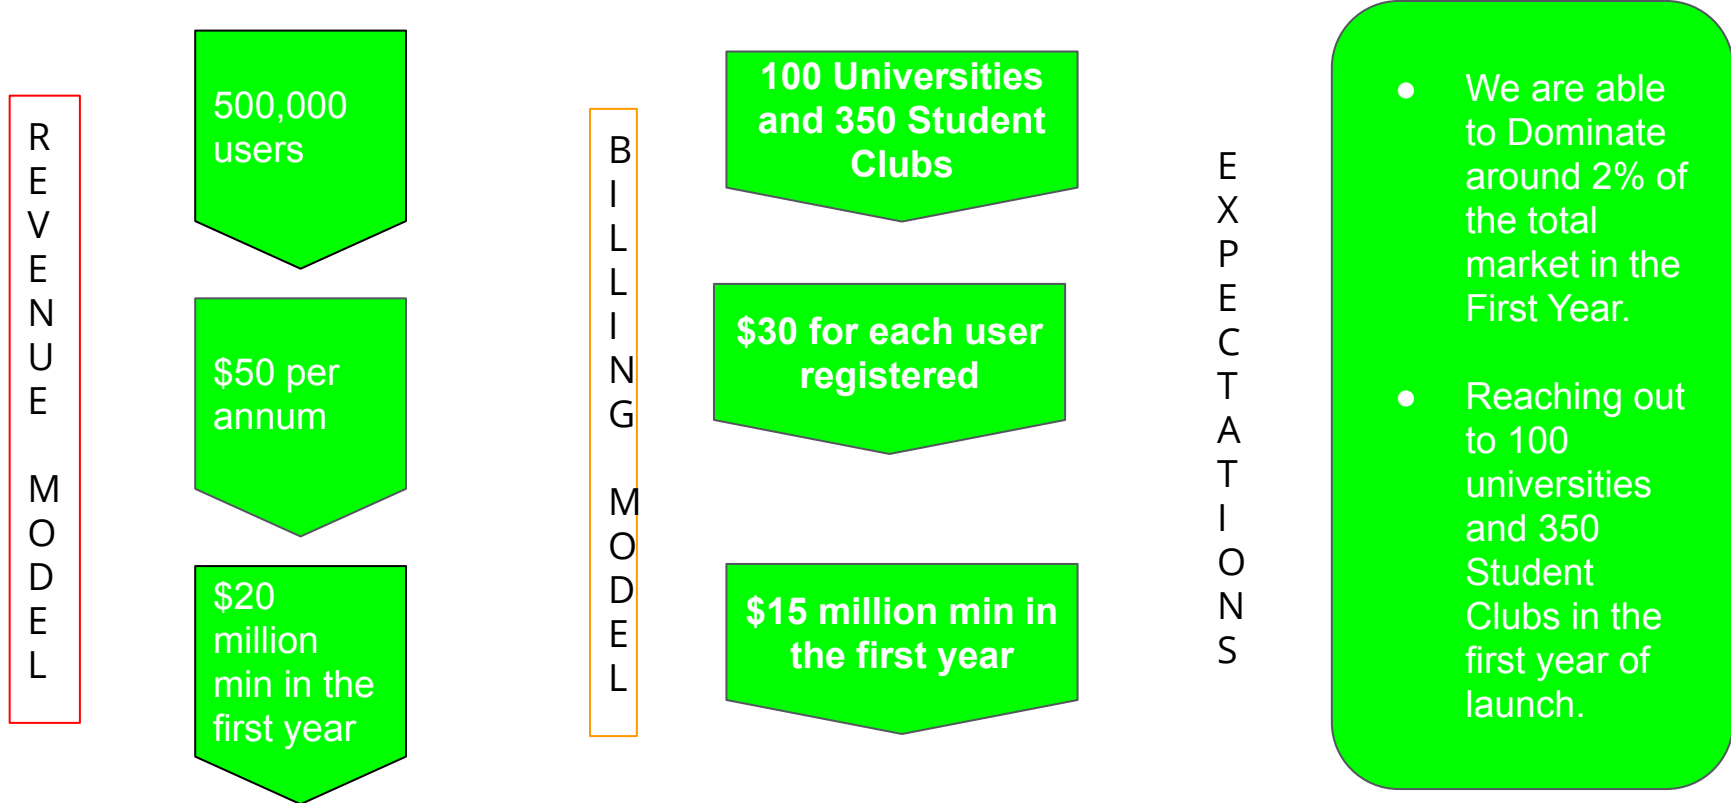 REVENUE MODEL
500,000
users
$50 per
annum
$20
million
min in the
first year
BILLING MODEL
100 Universities
and 350 Student
Clubs
$30 for each user
registered
$15 million min in
the first year
EXPECTATIONS
● We are able
to Dominate
around 2% of
the total
market in the
First Year.
● Reaching out
to 100
universities
and 350
Student
Clubs in the
first year of
launch.